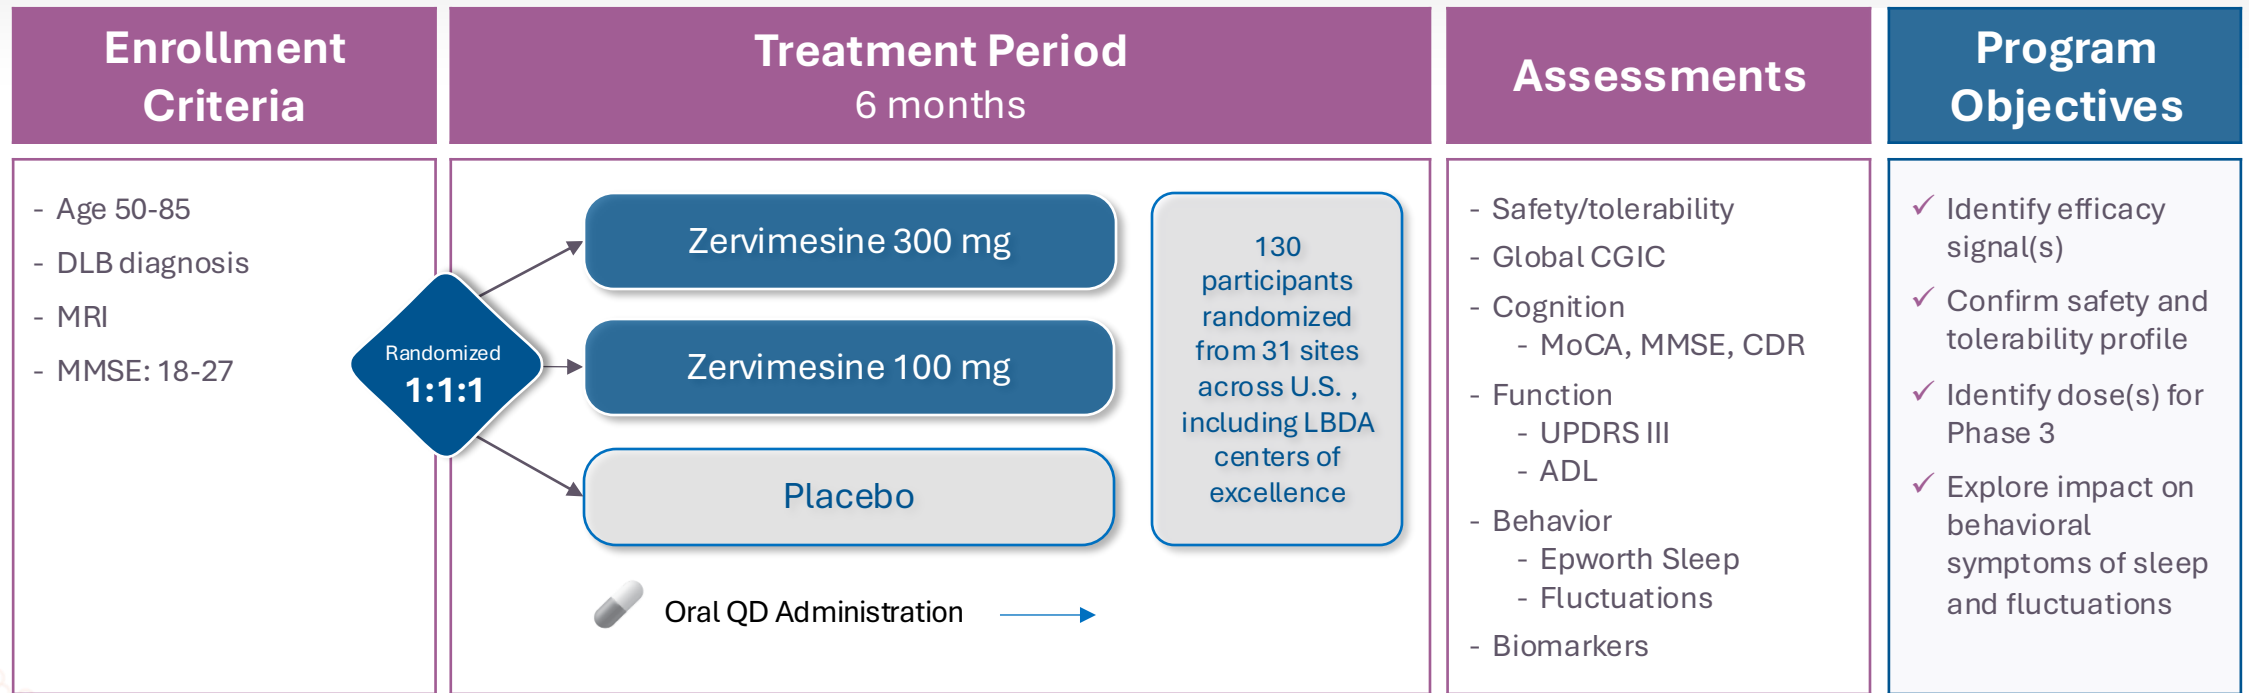 Enrollment
Criteria
- Age 50-85
- DLB diagnosis
- MRI
- MMSE: 18-27
Treatment Period
6 months
Randomized
1:1:1
Zervimesine 300 mg
Zervimesine 100 mg
Placebo
130
participants
randomized
from 31 sites
across U.S. ,
including LBDA
centers of
excellence
Oral QD Administration
Assessments
- Safety/tolerability
- Global CGIC
- Cognition
- MoCA, MMSE, CDR
- Function
- UPDRS III
- ADL
- Behavior
- Epworth Sleep
- Fluctuations
- Biomarkers
Program
Objectives
✓ Identify efficacy
signal(s)
✓ Confirm safety and
tolerability profile
✓ Identify dose(s) for
Phase 3
✓ Explore impact on
behavioral
symptoms of sleep
and fluctuations